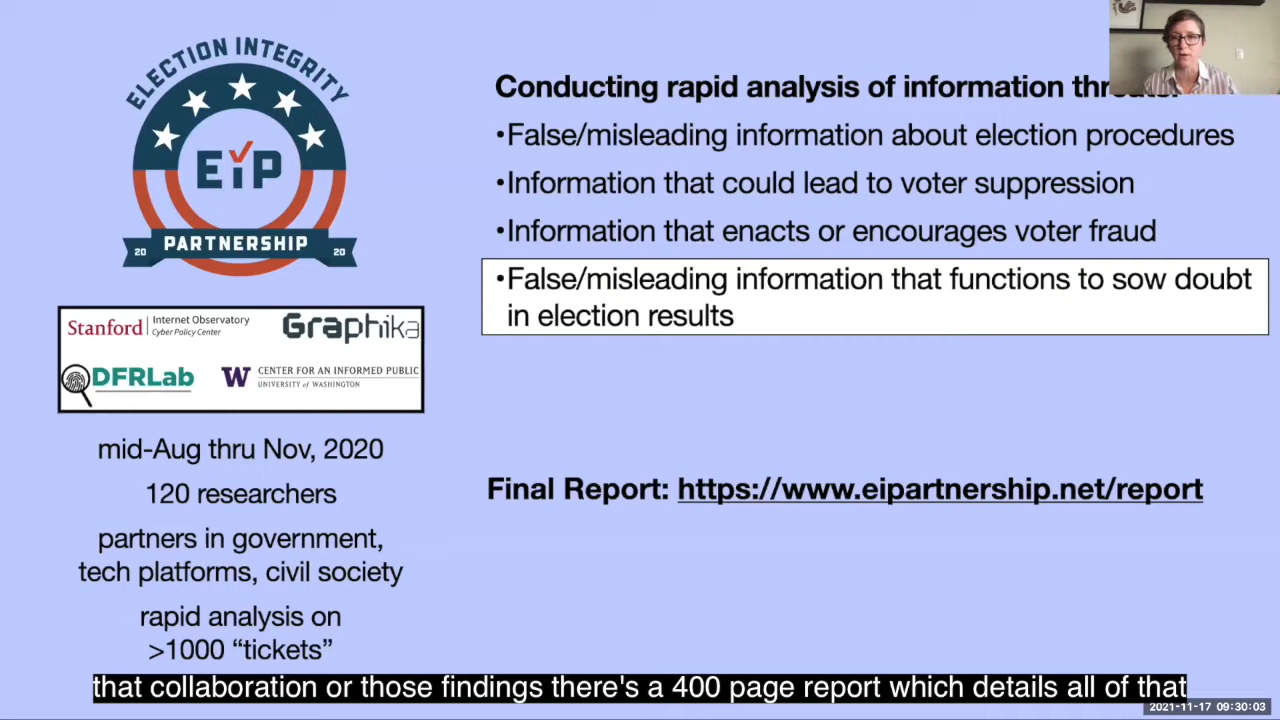 ELECTION INTEGRITY
EIP
20 PARTNERSHIP 20
Stanford Internet Observatory
Cyber Policy Center
Graphika
DFRLab
W CENTER FOR AN INFORMED PUBLIC
UNIVERSITY of WASHINGTON
mid-Aug thru Nov, 2020
120 researchers
partners in government,
tech platforms, civil society
rapid analysis on
>1000 “tickets”
Conducting rapid analysis of information
•False/misleading information about election procedures
•Information that could lead to voter suppression
•Information that enacts or encourages voter fraud
•False/misleading information that functions to sow doubt
in election results
Final Report: https://www.eipartnership.net/report
that collaboration or those findings there's a 400 page report which details all of that
2021-11-17 09:30:03